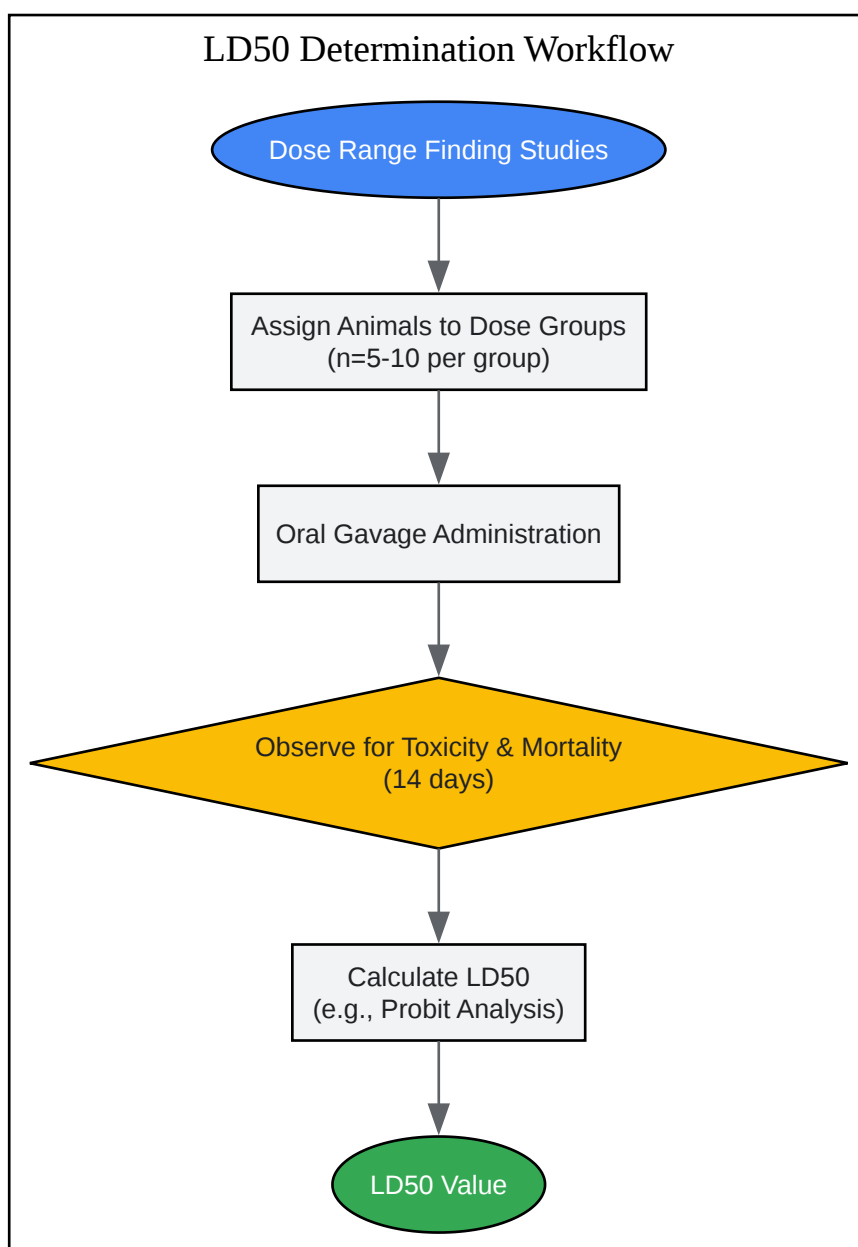 LD50 Determination Workflow
Dose Range Finding Studies
Assign Animals to Dose Groups
(n=5-10 per group)
Oral Gavage Administration
Observe for Toxicity & Mortality
(14 days)
Calculate LD50
(e.g., Probit Analysis)
LD50 Value